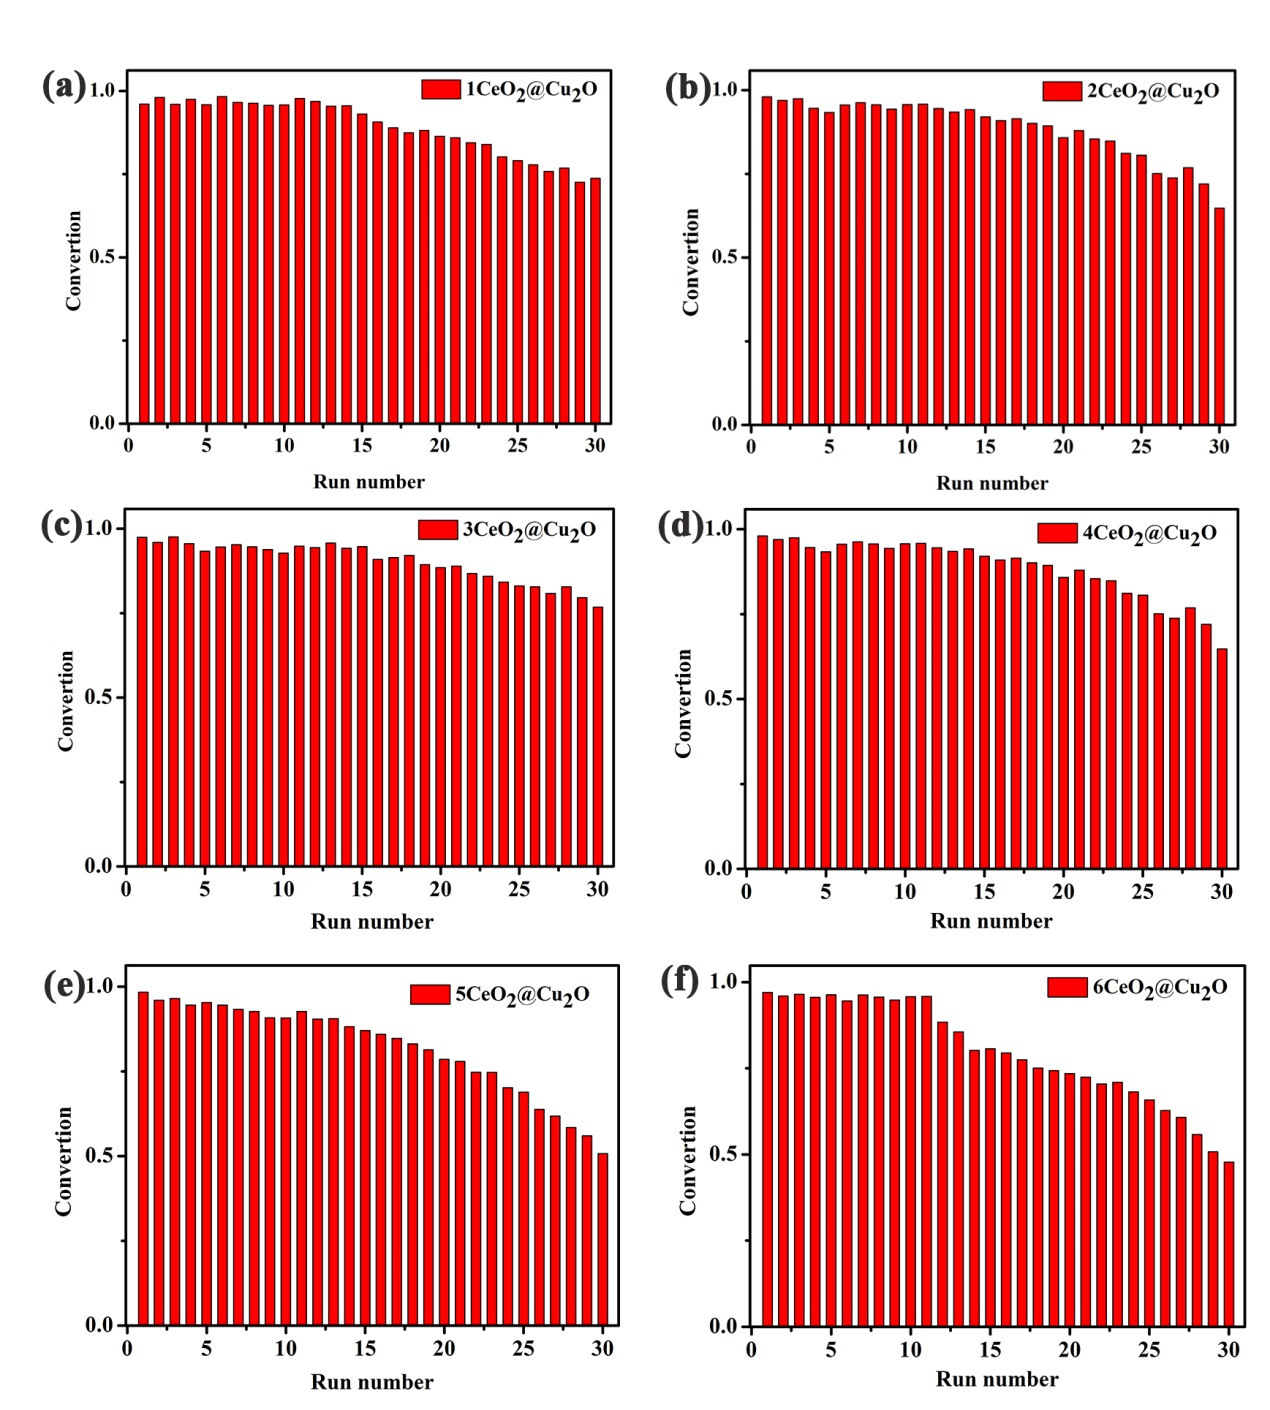 (a)
1CeO2@Cu2O
1.0
0.5
0.0
Convertion
0 5 10 15 20 25 30
Run number
(b)
2CeO2@Cu2O
1.0
0.5
0.0
Convertion
0 5 10 15 20 25 30
Run number
(c)
3CeO2@Cu2O
1.0
0.5
0.0
Convertion
0 5 10 15 20 25 30
Run number
(d)
4CeO2@Cu2O
1.0
0.5
0.0
Convertion
0 5 10 15 20 25 30
Run number
(e)
5CeO2@Cu2O
1.0
0.5
0.0
Convertion
0 5 10 15 20 25 30
Run number
(f)
6CeO2@Cu2O
1.0
0.5
0.0
Convertion
0 5 10 15 20 25 30
Run number